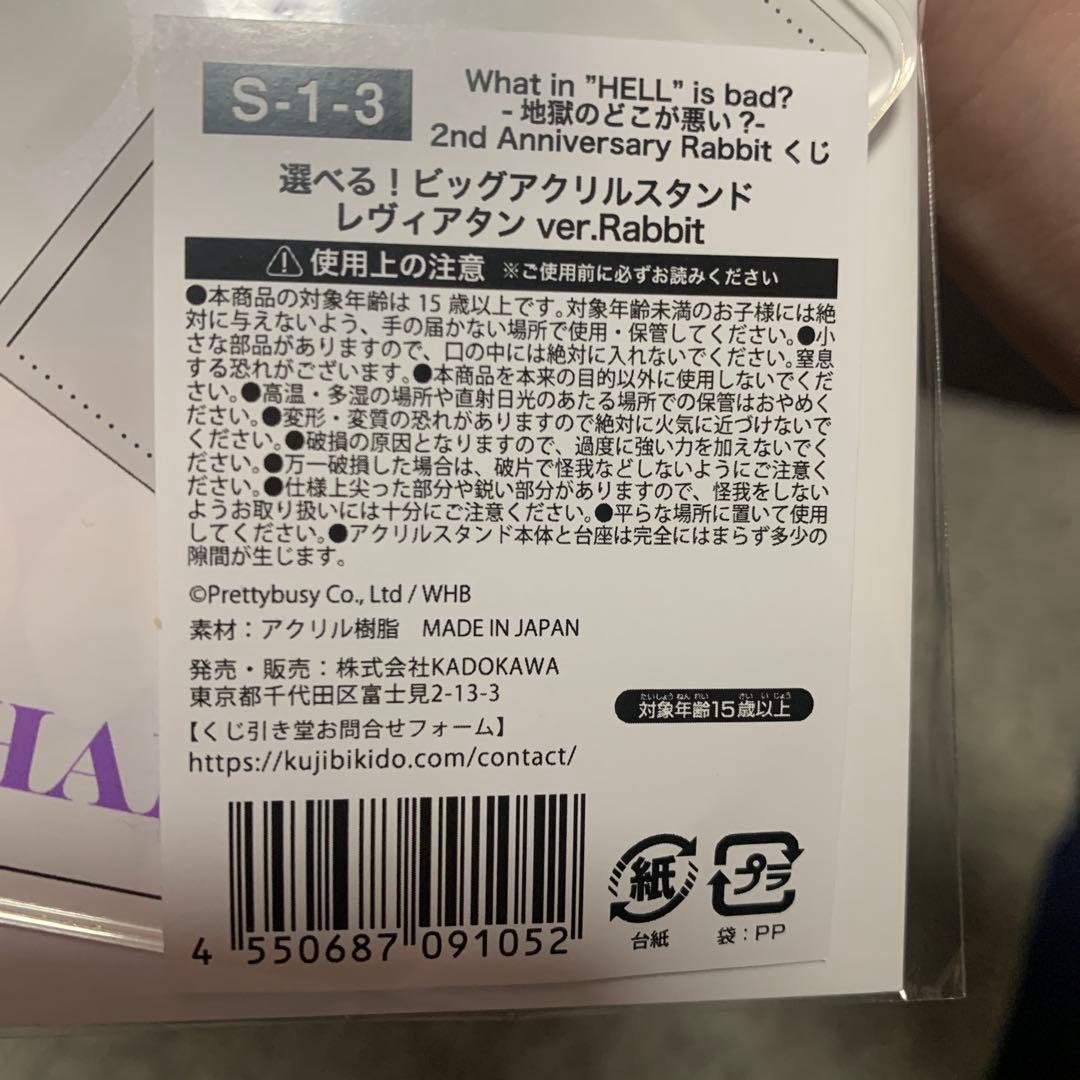 S-1-3
What in "HELL" is bad?
- 地獄のどこが悪い?-
2nd Anniversary Rabbit くじ
選べる！ビッグアクリルスタンド
レヴィアタン ver.Rabbit
使用上の注意 ※ご使用前に必ずお読みください
●本商品の対象年齢は 15 歳以上です。対象年齢未満のお子様には絶
対に与えないよう、手の届かない場所で使用・保管してください。●小
さな部品がありますので、口の中には絶対に入れないでください。窒息
する恐れがございます。●本商品を本来の目的以外に使用しないでくだ
さい。●高温・多湿の場所や直射日光のあたる場所での保管はおやめく
ださい。●変形・変質の恐れがありますので絶対に火気に近づけないで
ください。●破損の原因となりますので、過度に強い力を加えないでく
ださい。●万一破損した場合は、破片で怪我などしないようにご注意く
ださい。●仕様上尖った部分や鋭い部分がありますので、怪我をしない
ようお取り扱いには十分にご注意ください。●平らな場所に置いて使用
してください。●アクリルスタンド本体と台座は完全にはまらず多少の
隙間が生じます。
©Prettybusy Co., Ltd / WHB
素材：アクリル樹脂 MADE IN JAPAN
発売・販売：株式会社KADOKAWA
東京都千代田区富士見2-13-3
たいしょうねんれい さいいじょう
対象年齢15歳以上
【くじ引き堂お問合せフォーム】
https://kujibikido.com/contact/
4 550687 091052
紙
台紙
プラ
袋：PP